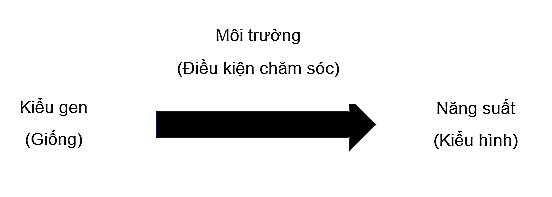 Môi trường
(Điều kiện chăm sóc)
Kiểu gen
(Giống)
Năng suất
(Kiểu hình)